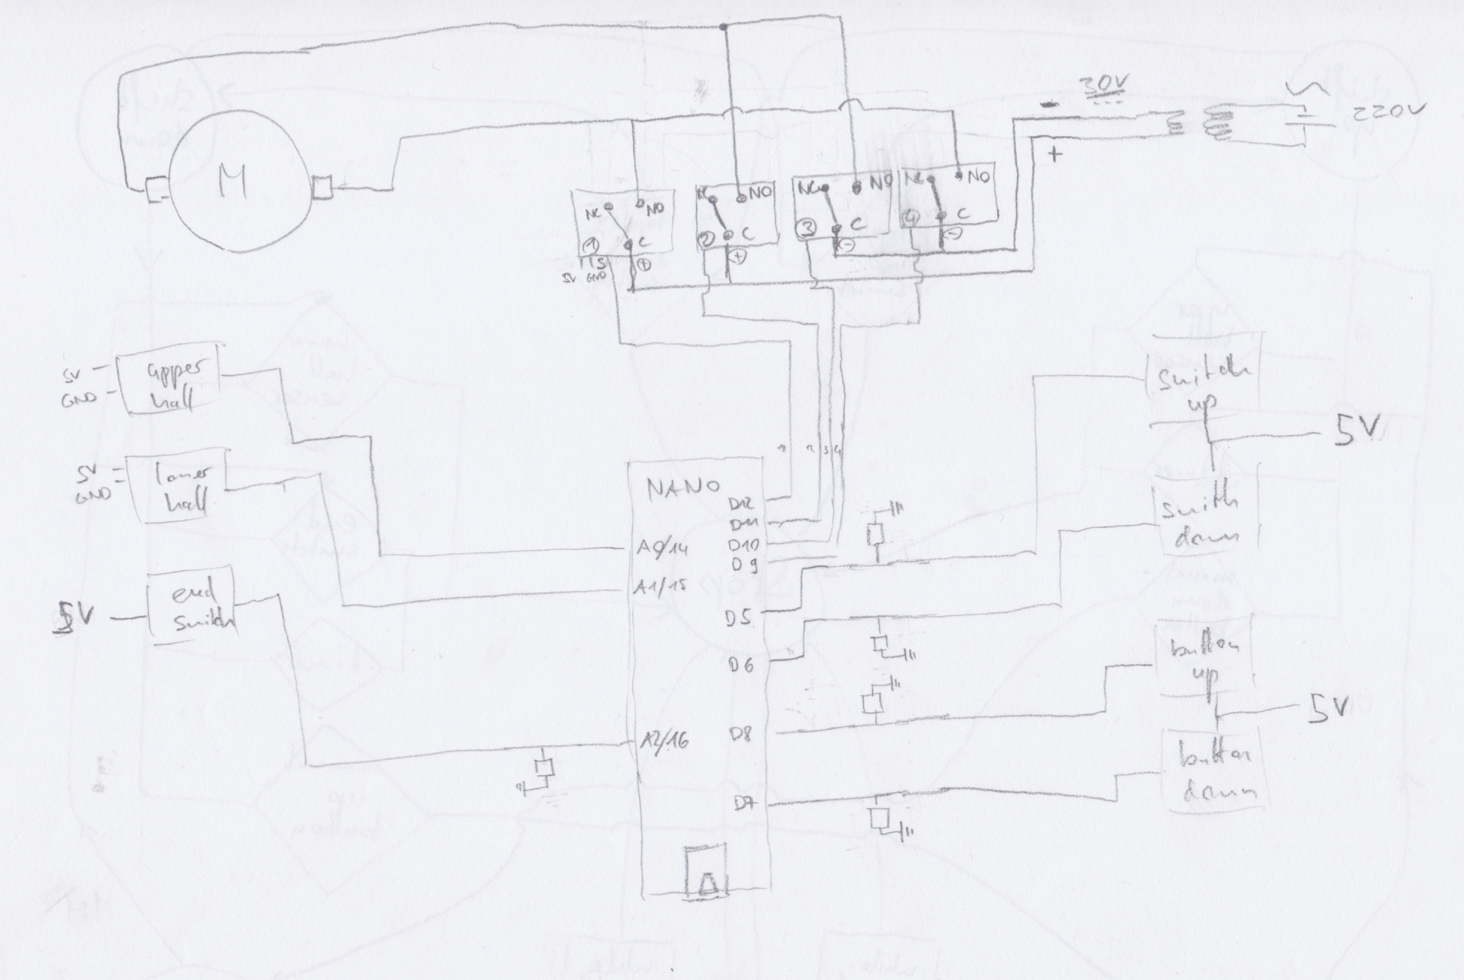 30V
220V
-
+
M
NC NO
1 C
+
5V S GND
NC NO
2 C
+
NC NO
3 C
-
NC NO
4 C
-
5V
GND
upper
hall
5V
GND
lower
hall
5V
end
switch
1 2 3 4
NANO
D12
D11
D10
D9
D5
D6
D8
D7
A0/14
A1/15
A2/16
switch
up
5V
switch
down
button
up
5V
button
down